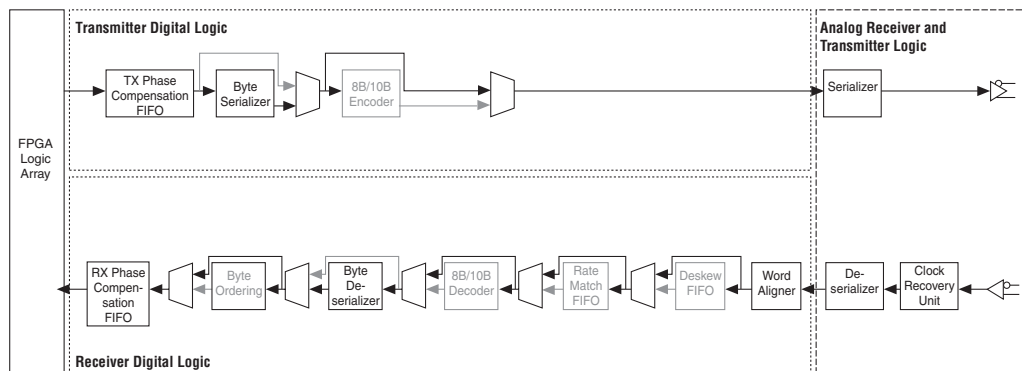 Transmitter Digital Logic
Analog Receiver and
Transmitter Logic
TX Phase
Compensation
FIFO
Byte
Serializer
8B/10B
Encoder
Serializer
FPGA
Logic
Array
RX Phase
Compen-
sation
FIFO
Byte
Ordering
Byte
De-
serializer
8B/10B
Decoder
Rate
Match
FIFO
Deskew
FIFO
Word
Aligner
De-
serializer
Clock
Recovery
Unit
Receiver Digital Logic